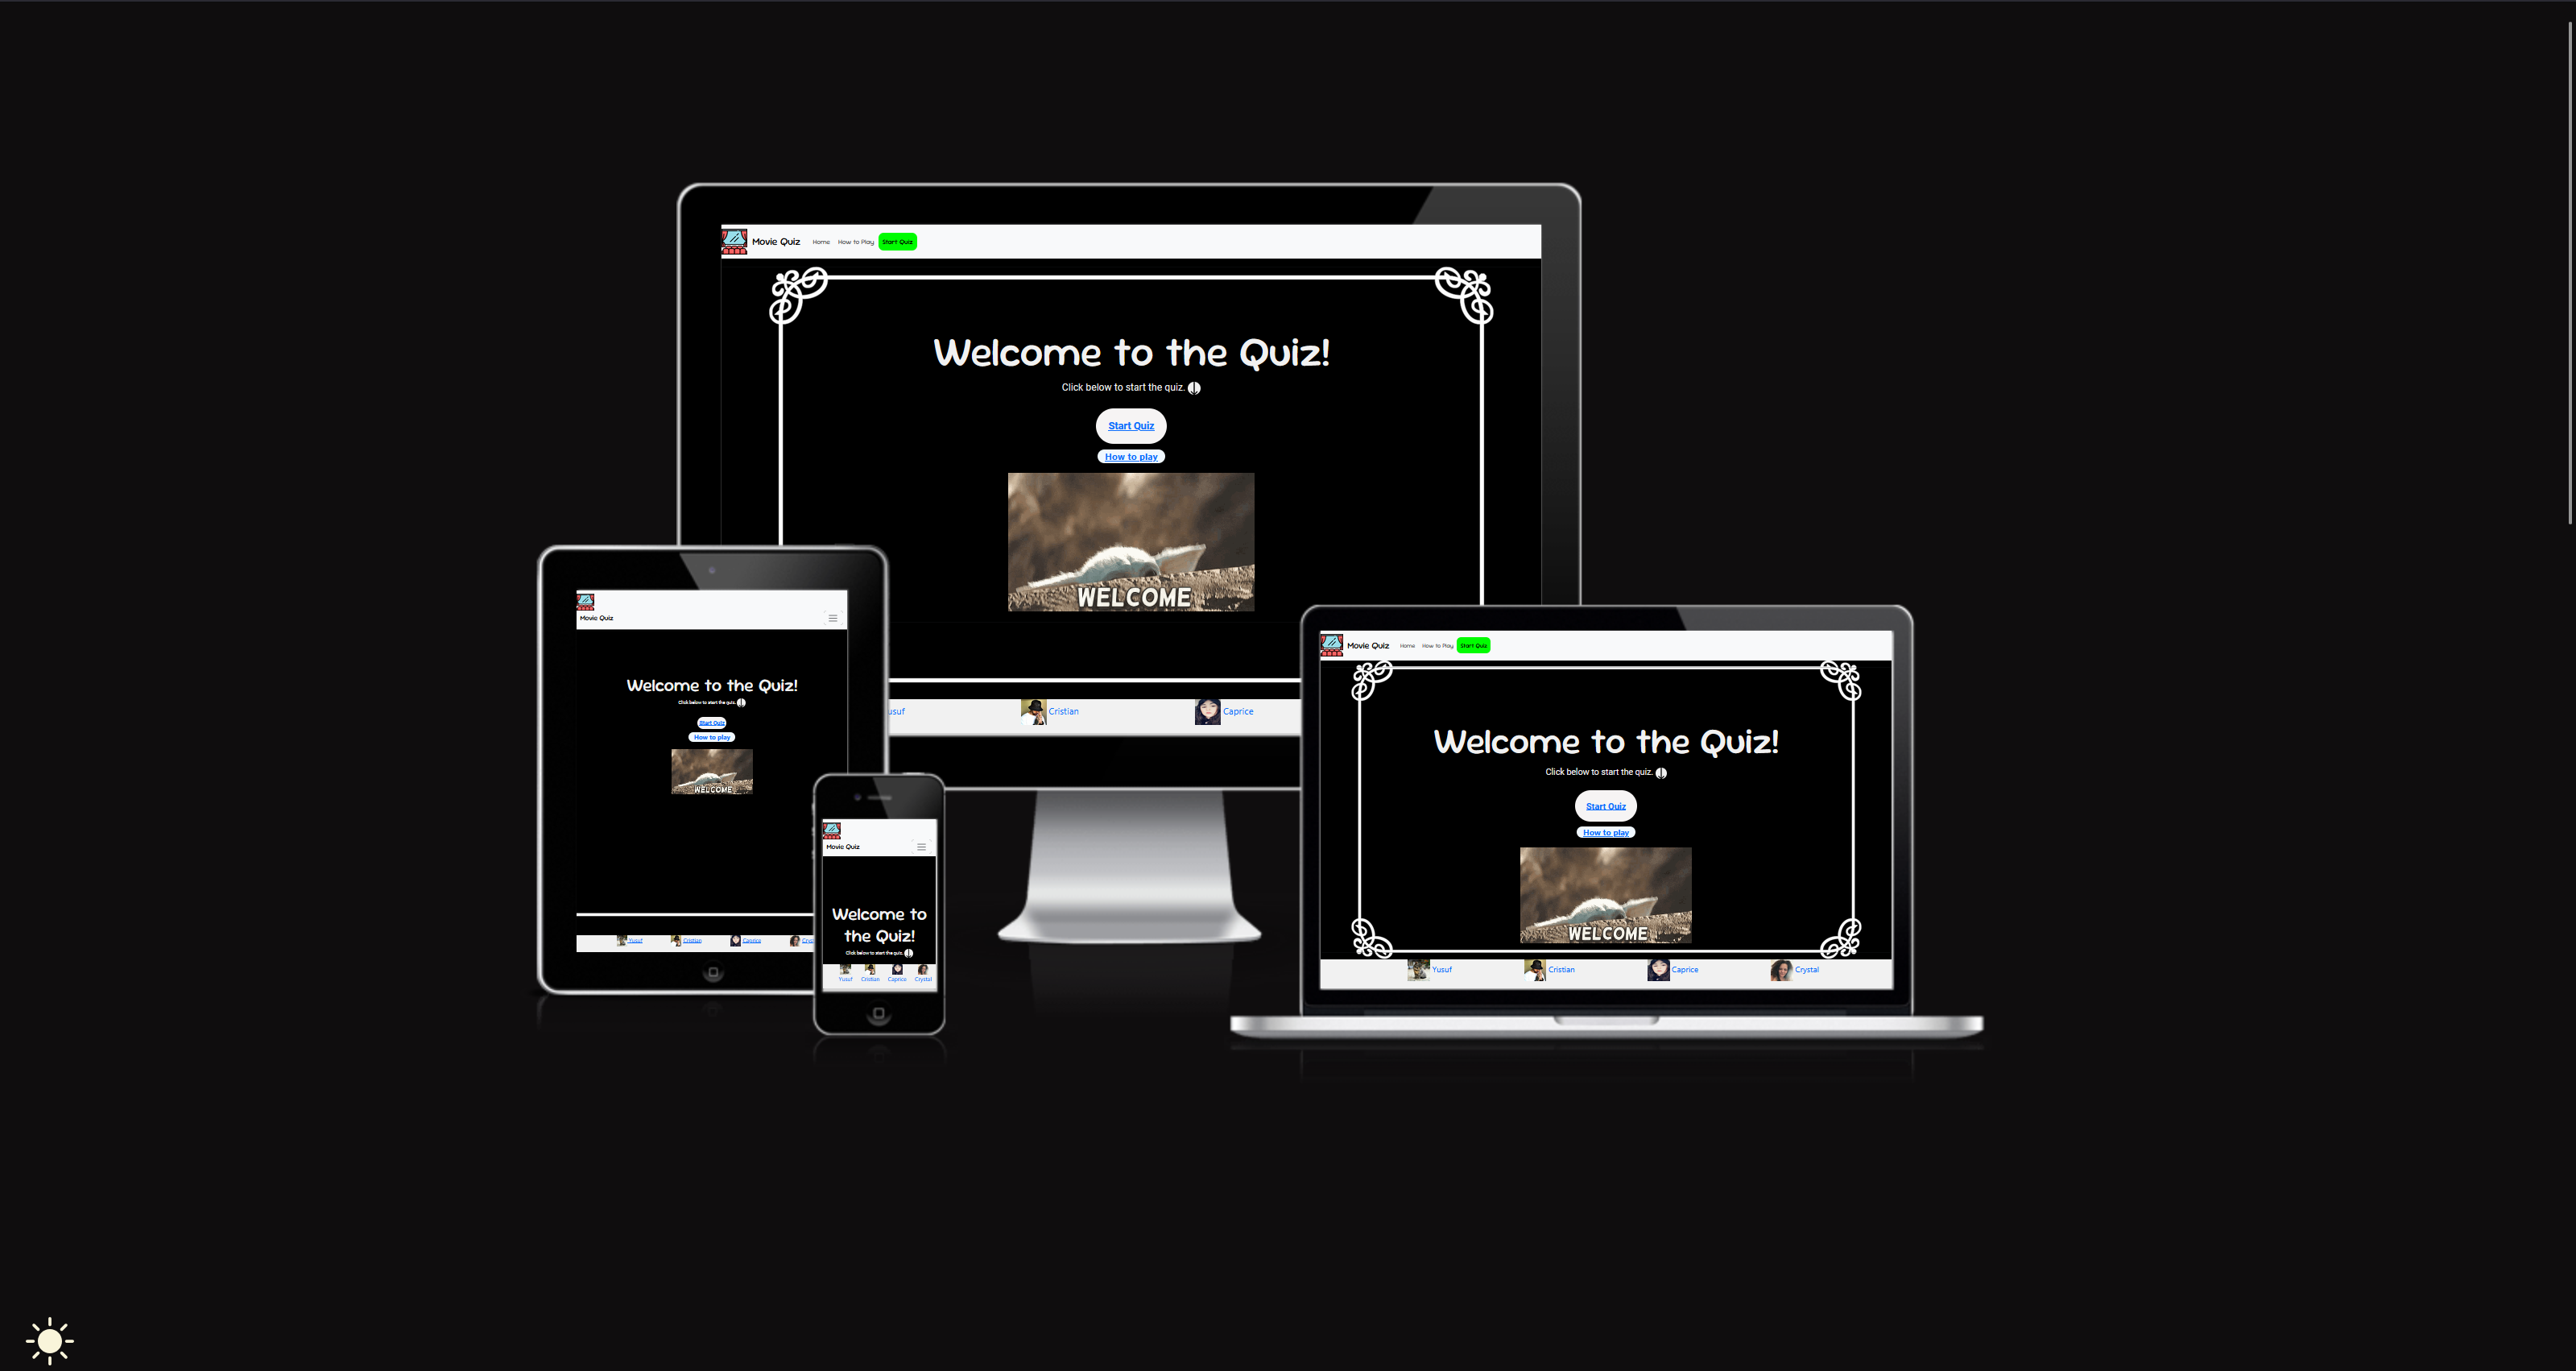 Movie Quiz Home How to Play Start Quiz
Welcome to the Quiz!
Click below to start the quiz.
Start Quiz
How to play
WELCOME
usuf Cristian Caprice
Movie Quiz
Welcome to the Quiz!
Click below to start the quiz.
Start Quiz
How to play
WELCOME
Yusuf Cristian Caprice Crys
Movie Quiz
Welcome to
the Quiz!
Click below to start the quiz.
Yusuf Cristian Caprice Crystal
Movie Quiz Home How to Play Start Quiz
Welcome to the Quiz!
Click below to start the quiz.
Start Quiz
How to play
WELCOME
Yusuf Cristian Caprice Crystal